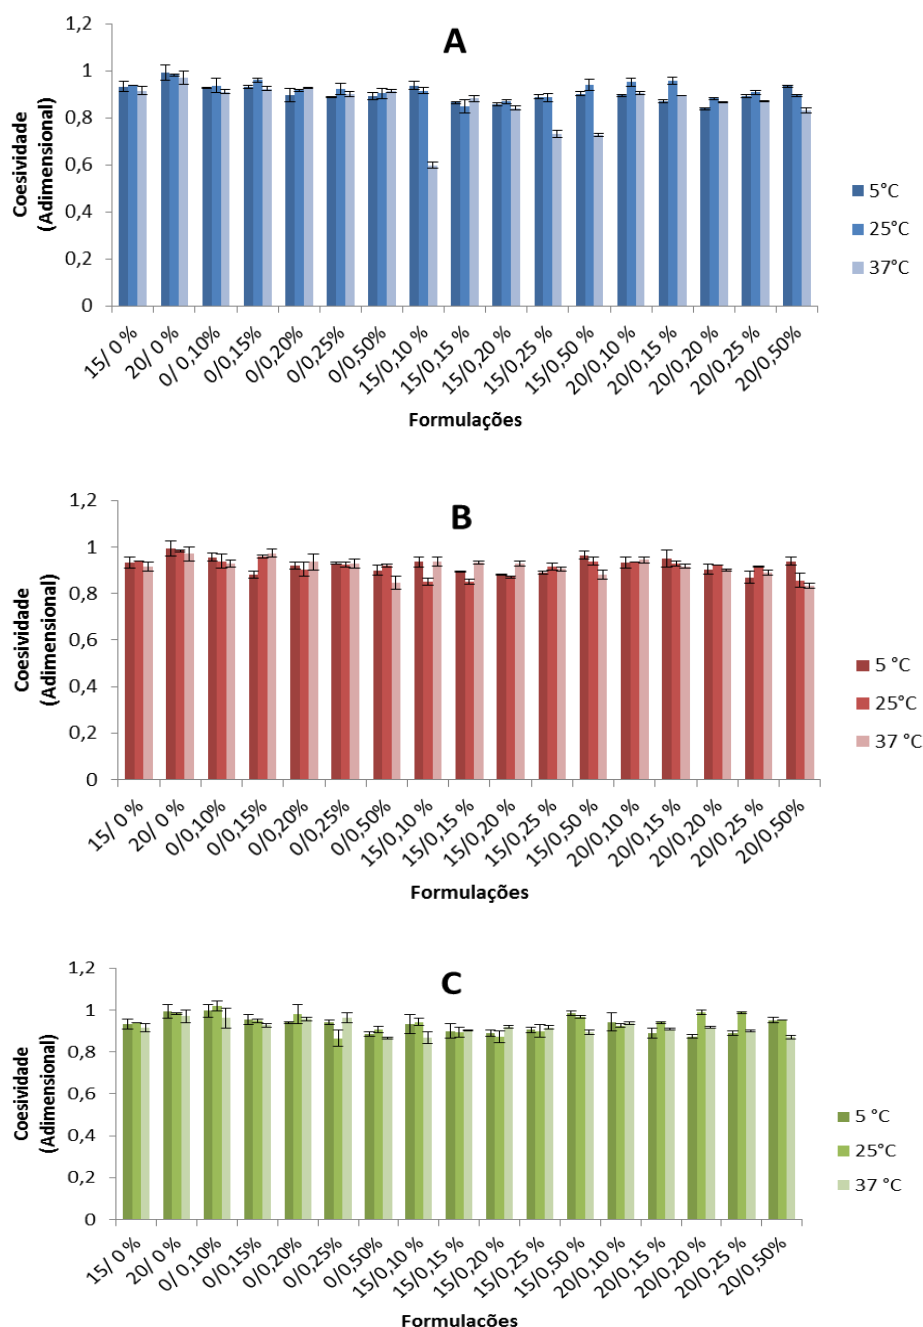 A
Coesividade
(Adimensional)
1,2
1
0,8
0,6
0,4
0,2
0
15/ 0 %
20/ 0 %
0/ 0,10%
0/ 0,15%
0/0,20%
0/0,25%
0/0,50%
15/0,10 %
15/0,15 %
15/0,20 %
15/0,25 %
15/0,50 %
20/0,10 %
20/0,15 %
20/0,20 %
20/0,25 %
20/0,50%
Formulações
5°C
25°C
37°C
B
Coesividade
(Adimensional)
1,2
1
0,8
0,6
0,4
0,2
0
15/ 0 %
20/ 0 %
0/0,10%
0/0,15%
0/0,20%
0/0,25%
0/0,50%
15/0,10 %
15/0,15 %
15/0,20 %
15/0,25 %
15/0,50 %
20/0,10 %
20/0,15 %
20/0,20 %
20/0,25 %
20/0,50%
Formulações
5 °C
25°C
37 °C
C
Coesividade
(Adimensional)
1,2
1
0,8
0,6
0,4
0,2
0
15/ 0 %
20/ 0 %
0/ 0,10%
0/0,15%
0/0,20%
0/0,25%
0/0,50%
15/0,10 %
15/0,15 %
15/0,20 %
15/0,25 %
15/0,50 %
20/0,10 %
20/0,15 %
20/0,20 %
20/0,25 %
20/0,50%
Formulações
5 °C
25°C
37 °C